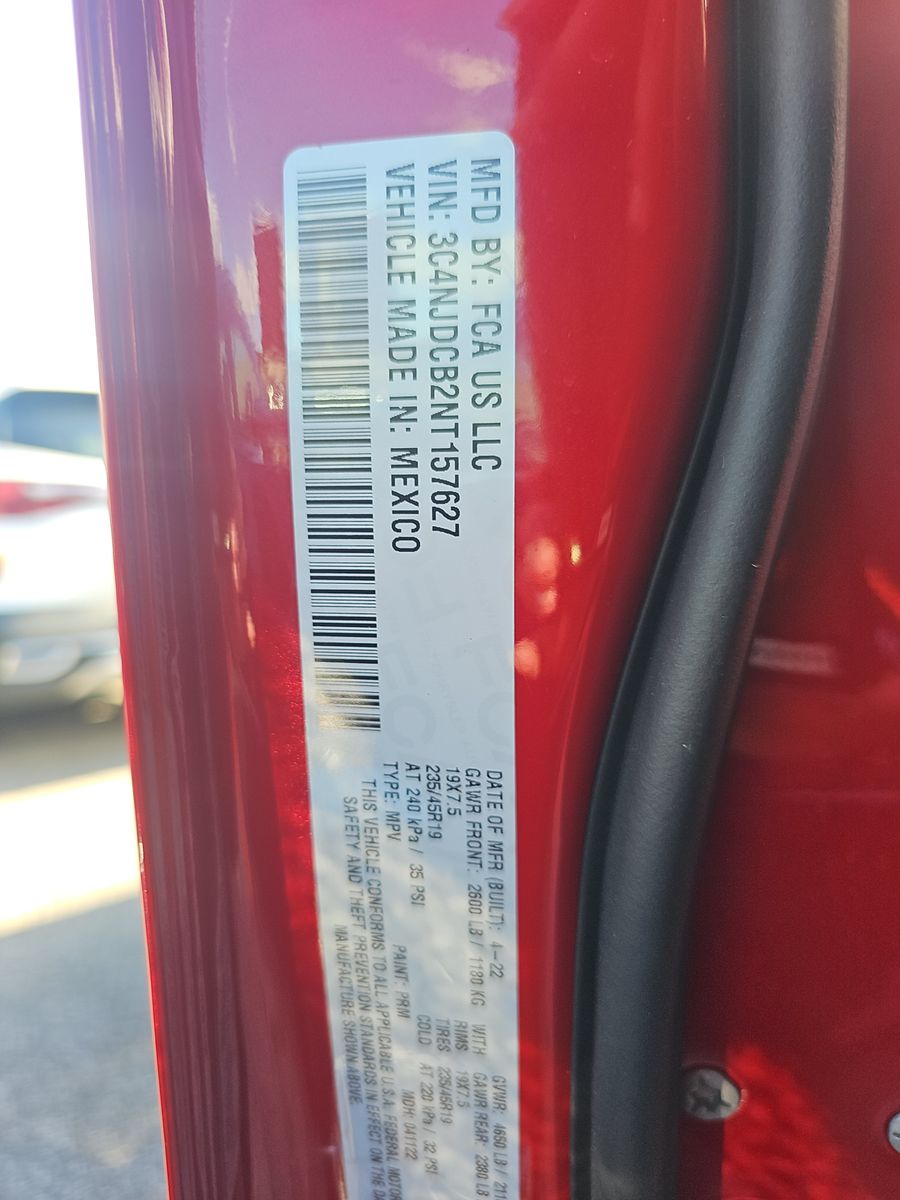 MFD BY: FCA US LLC
VIN: 3C4NJDCB2NT157627
VEHICLE MADE IN: MEXICO
DATE OF MFR (BUILT): 4-22 GVWR: 4650 LB/ 211
GAWR FRONT: 2600 LB/ 1180 KG WITH GAWR REAR: 2380 LB
19X7.5 RIMS 19X7.5
235/45R19 TIRES 235/45R19
AT 240 kPa/ 35 PSI COLD AT 220 kPa/ 32 PSI
TYPE: MPV PAINT: PRM MDH: 041122
THIS VEHICLE CONFORMS TO ALL APPLICABLE U.S.A. FEDERAL MOTOR
SAFETY AND THEFT PREVENTION STANDARDS IN EFFECT ON THE DA
MANUFACTURE SHOWN ABOVE.